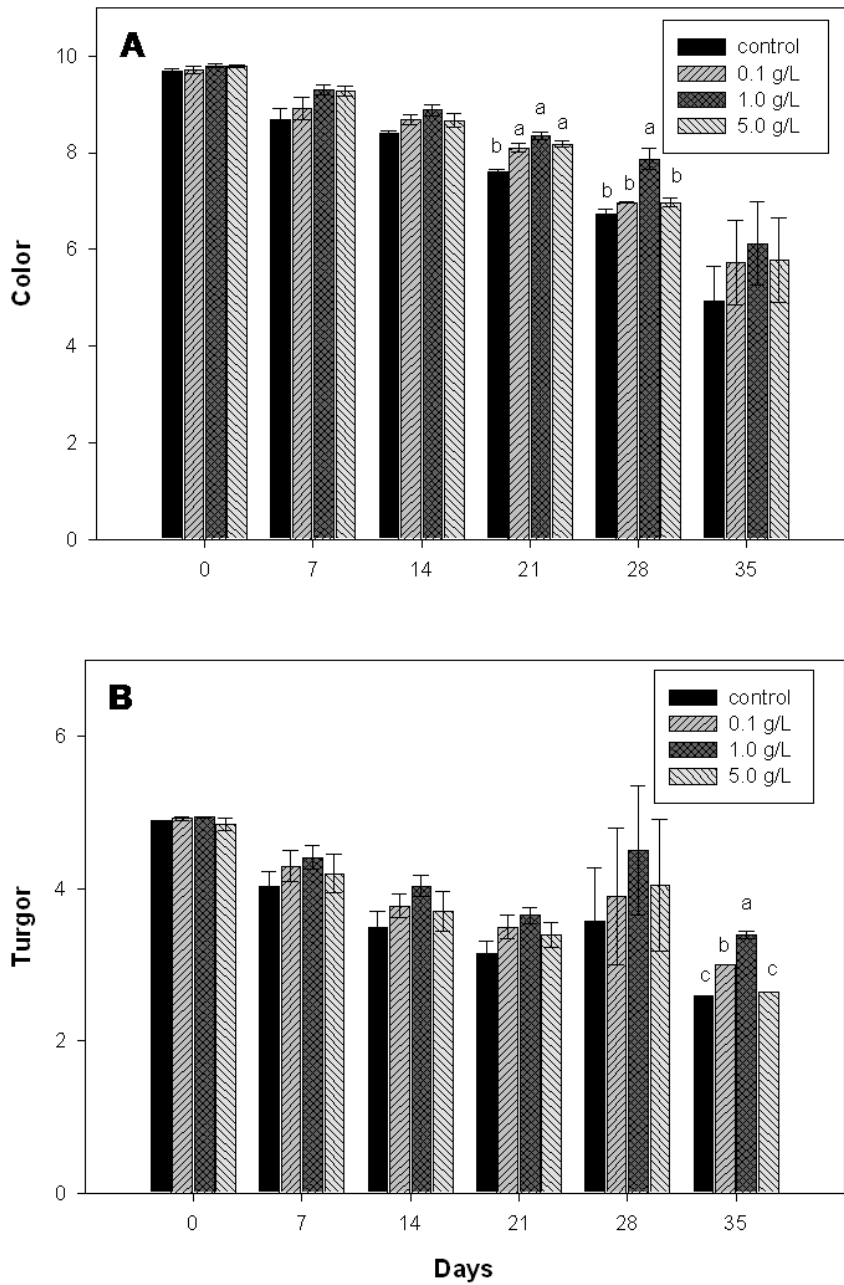 A
control
0.1 g/L
1.0 g/L
5.0 g/L
10
8
6
4
2
0
Color
b a a a
b b a b
0 7 14 21 28 35
B
control
0.1 g/L
1.0 g/L
5.0 g/L
6
4
2
0
Turgor
c b a c
0 7 14 21 28 35
Days